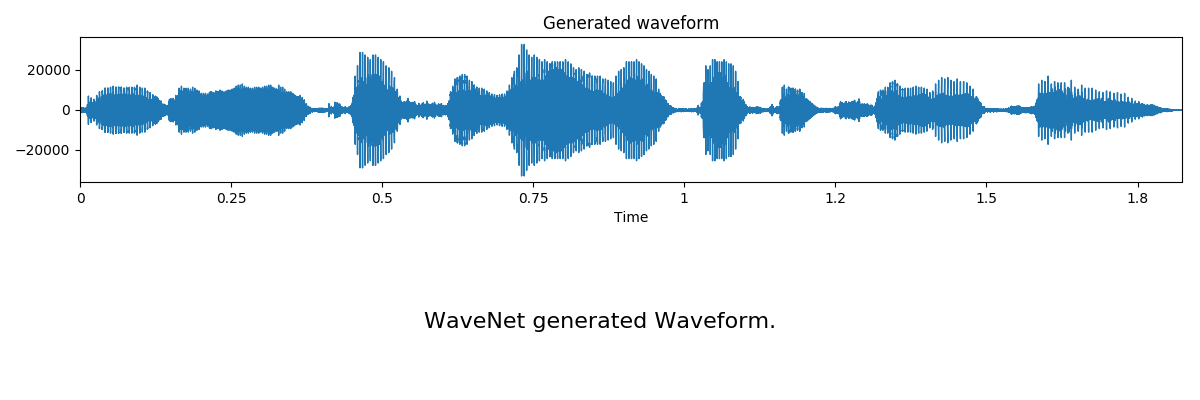 Generated waveform
20000
0
−20000
0 0.25 0.5 0.75 1 1.2 1.5 1.8
Time
WaveNet generated Waveform.